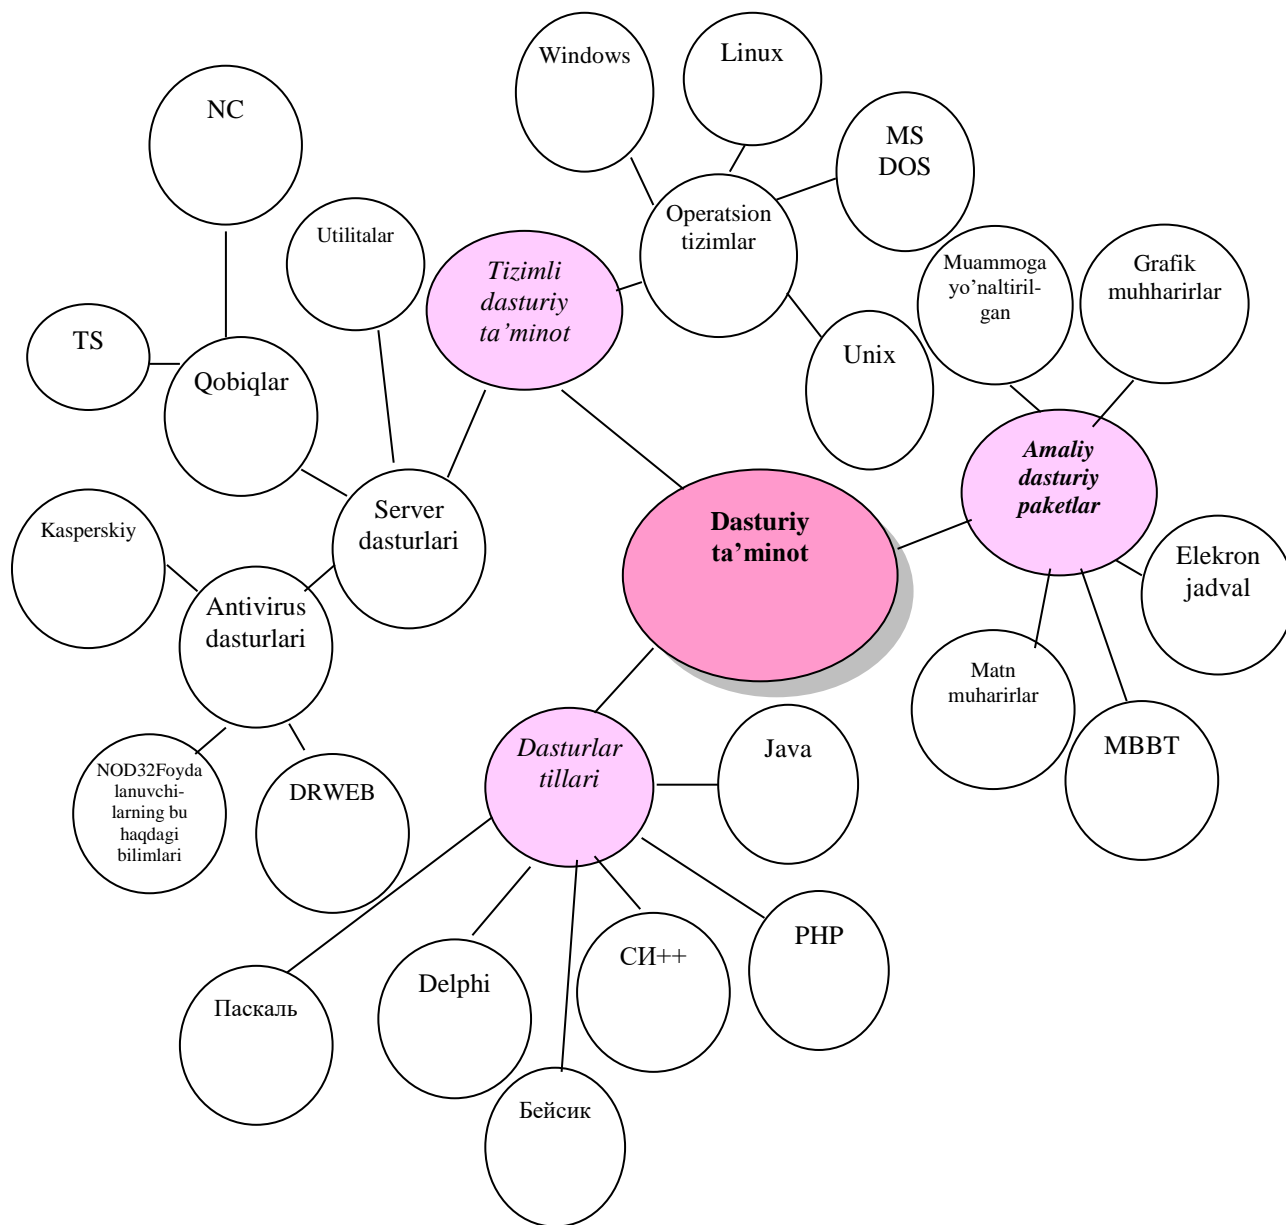 Windows
Linux
NC
MS
DOS
Operatsion
tizimlar
Utilitalar
Tizimli
dasturiy
ta’minot
Muammoga
yo’naltiril-
gan
Grafik
muhharirlar
TS
Qobiqlar
Unix
Amaliy
dasturiy
paketlar
Server
dasturlari
Dasturiy
ta’minot
Kasperskiy
Elekron
jadval
Antivirus
dasturlari
Matn
muharirlar
MBBT
Dasturlar
tillari
Java
NOD32Foyda
lanuvchi-
larning bu
haqdagi
bilimlari
DRWEB
PHP
СИ++
Delphi
Паскаль
Бейсик